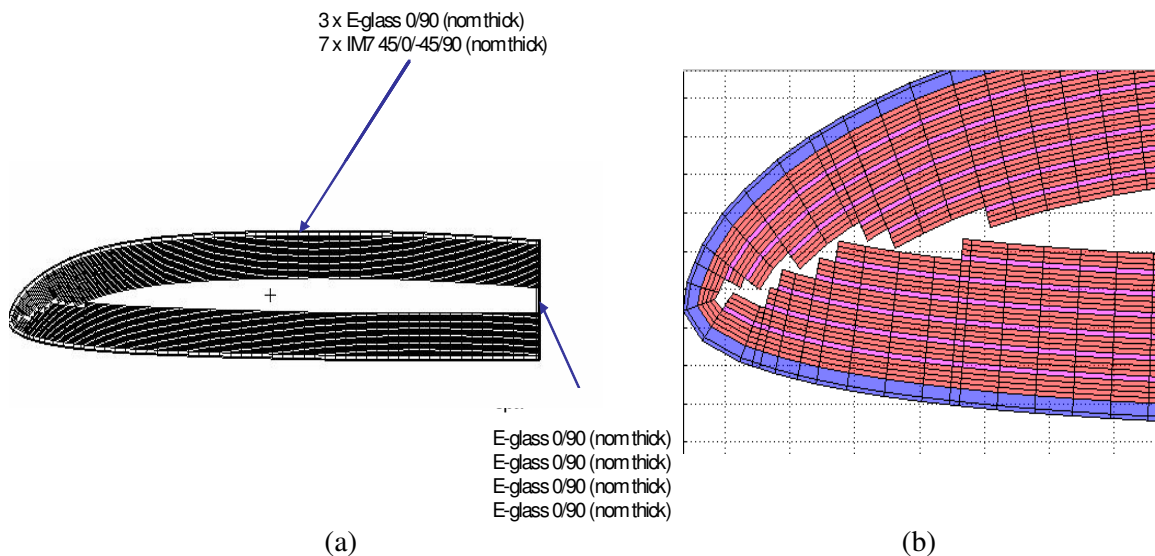 3 x E-glass 0/90 (nom thick)
7 x IM7 45/0/-45/90 (nom thick)
E-glass 0/90 (nom thick)
E-glass 0/90 (nom thick)
E-glass 0/90 (nom thick)
E-glass 0/90 (nom thick)
(a)
(b)